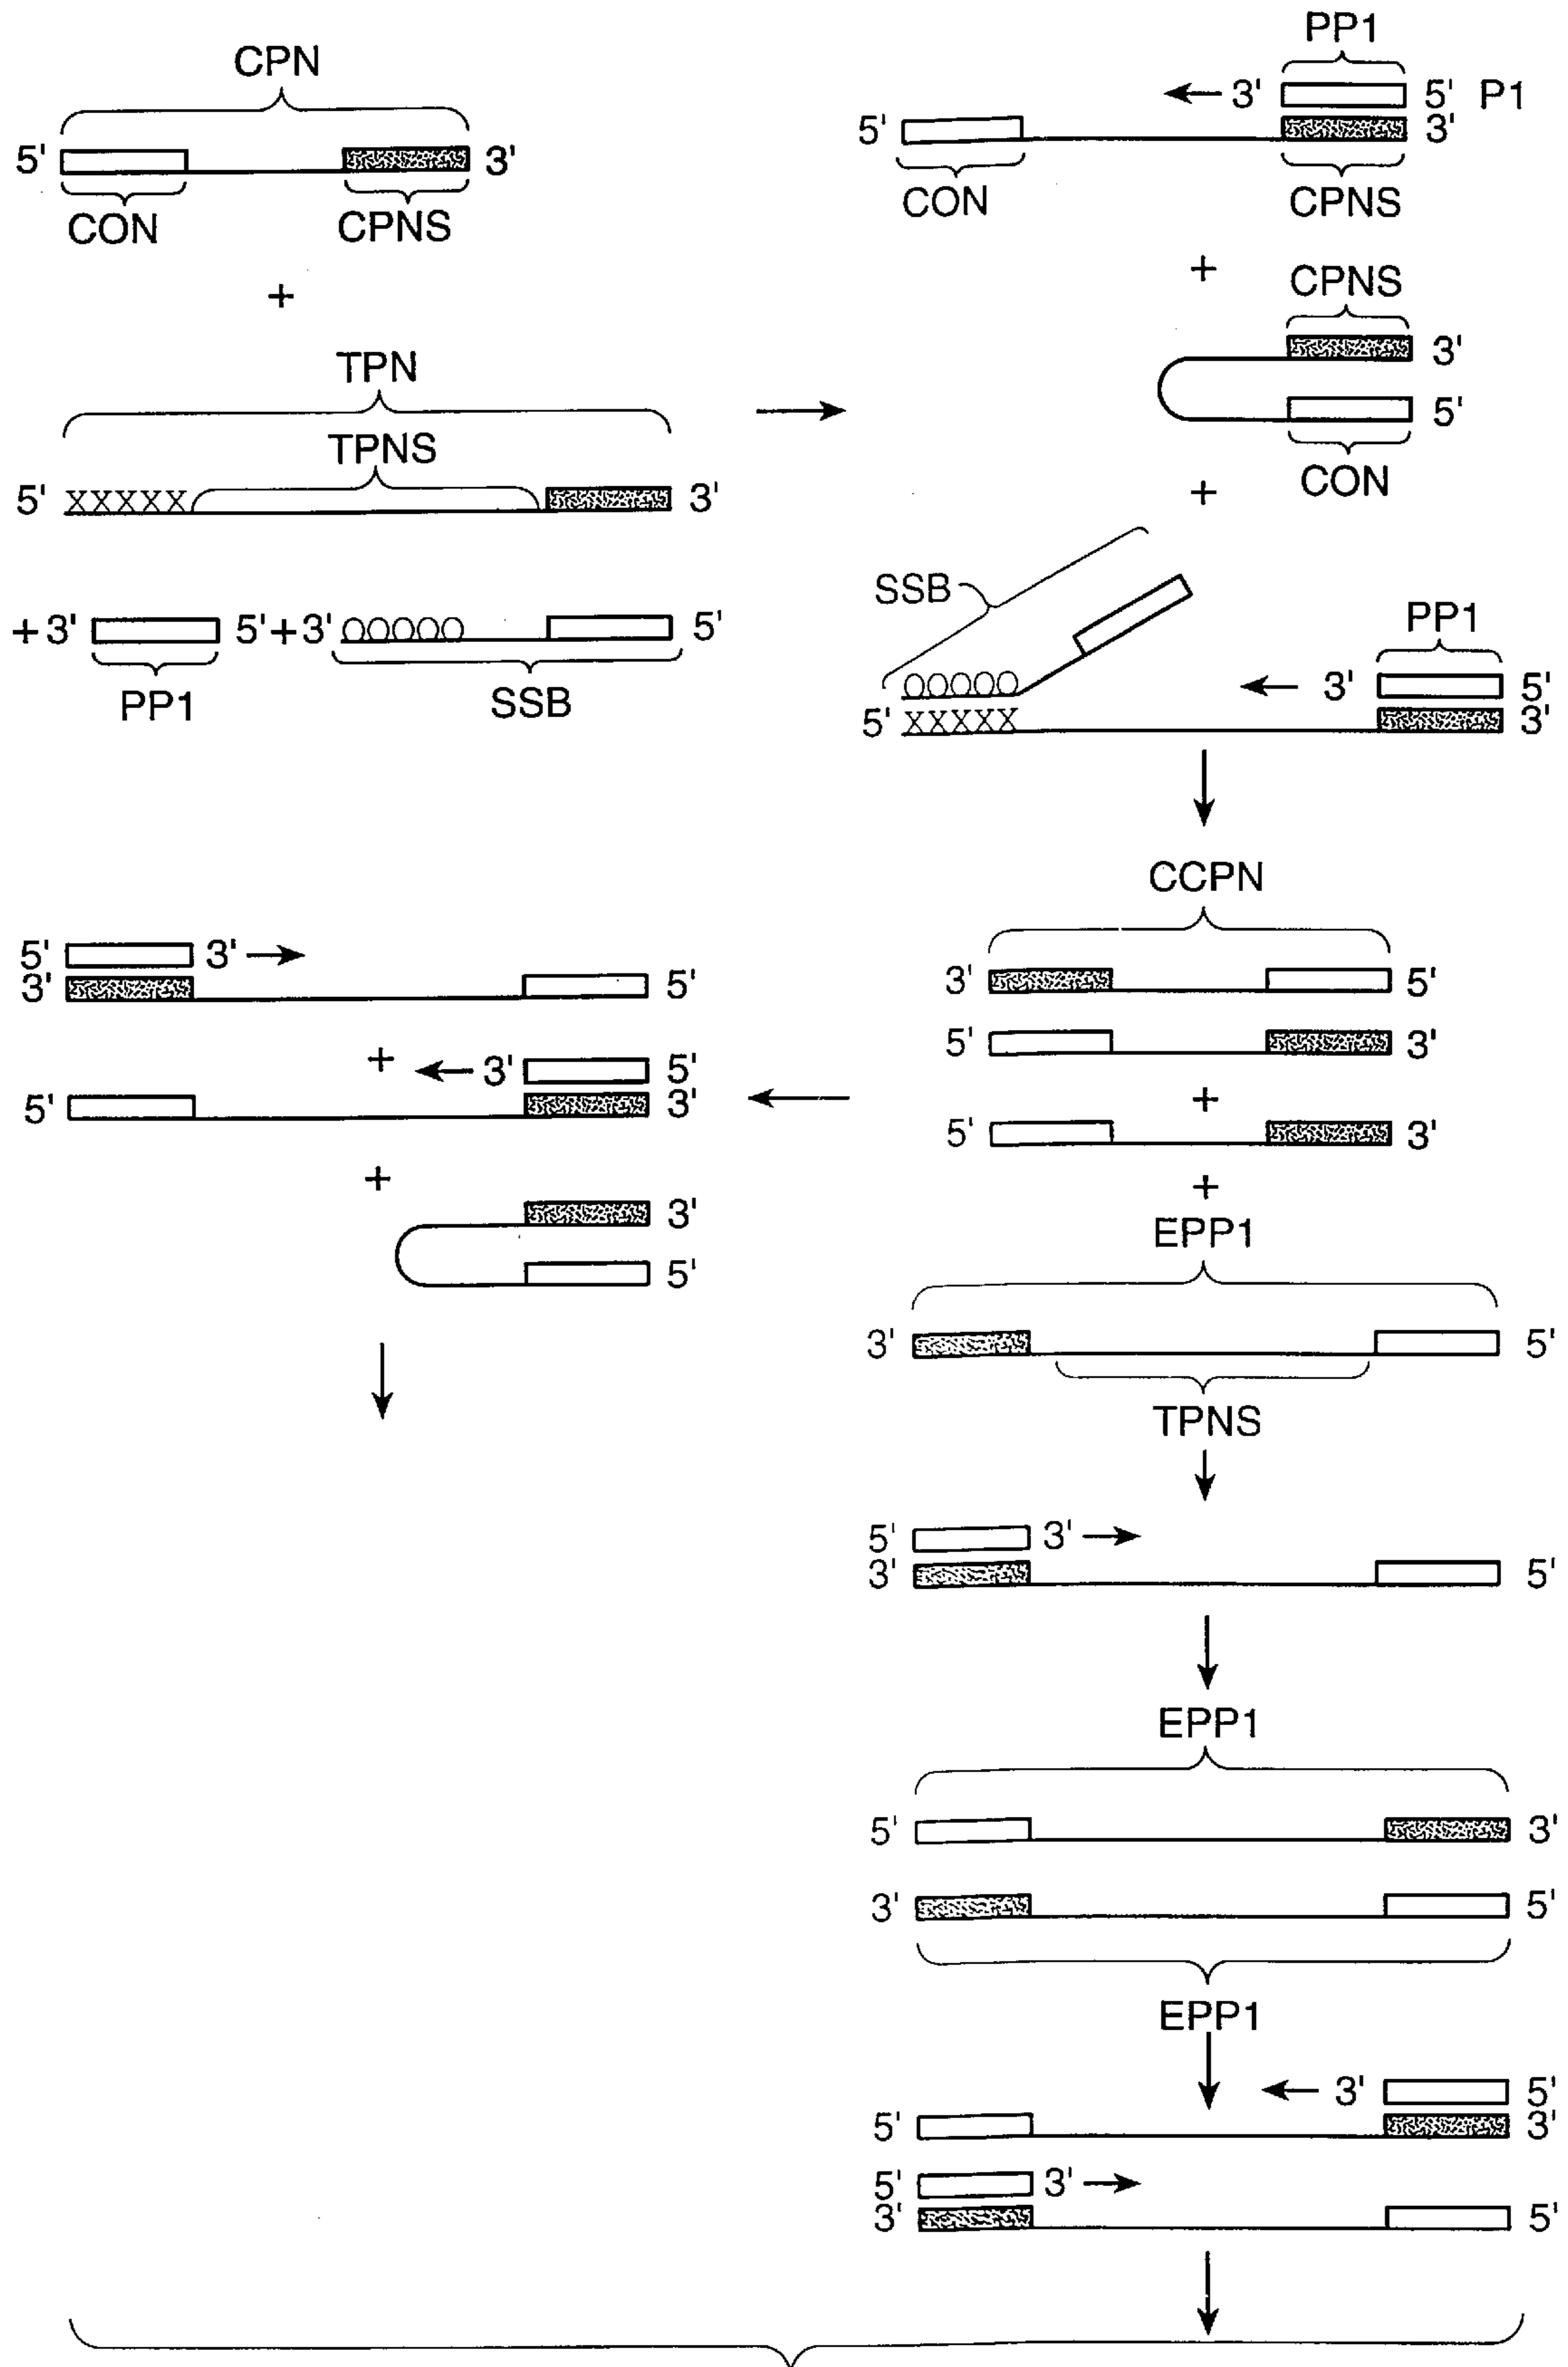 CPN
5' 3'
CON CPNS
+
TPN
TPNS
5' XXXXX 3'
+3' 5'+3' OOOOO 5'
PP1 SSB
PP1
3' 5' P1
5' 3'
CON CPNS
+
CPNS
3'
5'
CON
+
SSB
PP1
OOOOO 3' 5'
5' XXXXX 3'
CCPN
3' 5'
5' 3'
+
5' 3'
+
EPP1
3' 5'
TPNS
5' 3'
3' 5'
+
3' 5'
5' 3'
+
3'
5'
5' 3'
3' 5'
EPP1
5' 3'
3' 5'
EPP1
3' 5'
5' 3'
5' 3'
3' 5'